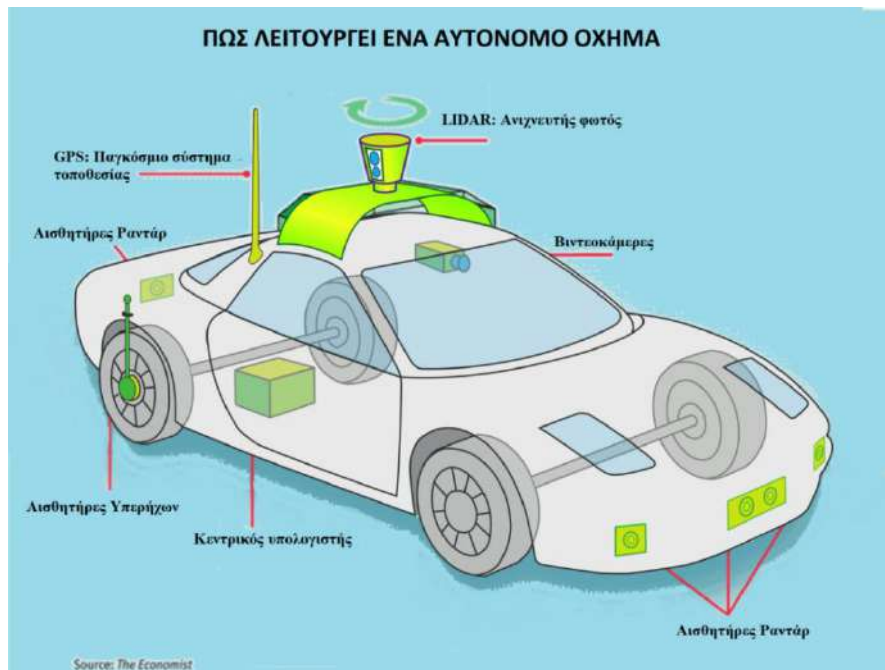 ΠΩΣ ΛΕΙΤΟΥΡΓΕΙ ΕΝΑ ΑΥΤΟΝΟΜΟ ΟΧΗΜΑ
LIDAR: Ανιχνευτής φωτός
GPS: Παγκόσμιο σύστημα
τοποθεσίας
Αισθητήρες Ραντάρ
Βιντεοκάμερες
Αισθητήρες Υπερήχων
Κεντρικός υπολογιστής
Αισθητήρες Ραντάρ
Source: The Economist